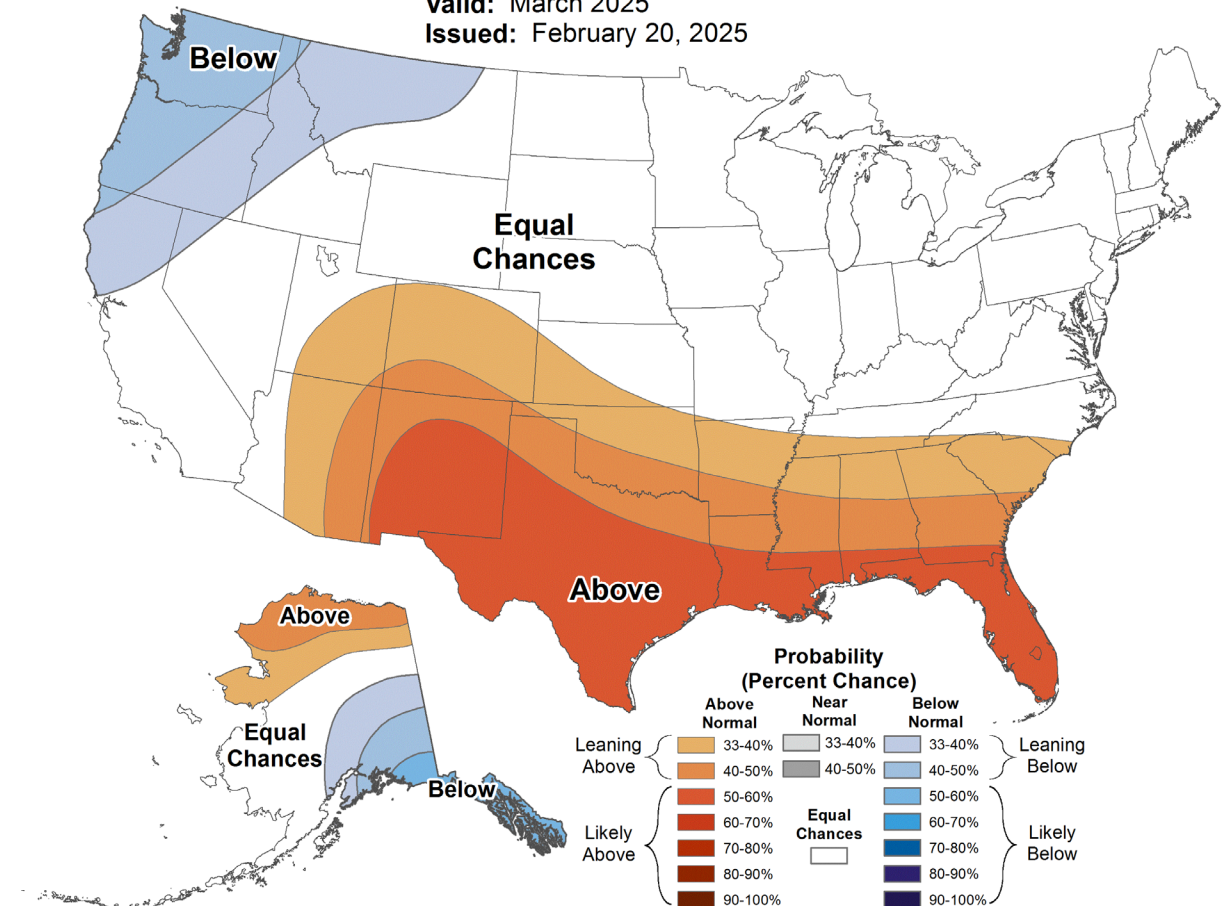 Valid: March 2025
Issued: February 20, 2025
Below
Equal
Chances
Above
Above
Equal
Chances
Below
Probability
(Percent Chance)
Above
Normal
Near
Normal
Below
Normal
Leaning
Above
33-40%
40-50%
33-40%
40-50%
33-40%
40-50%
Leaning
Below
Likely
Above
50-60%
60-70%
70-80%
80-90%
90-100%
Equal
Chances
50-60%
60-70%
70-80%
80-90%
90-100%
Likely
Below